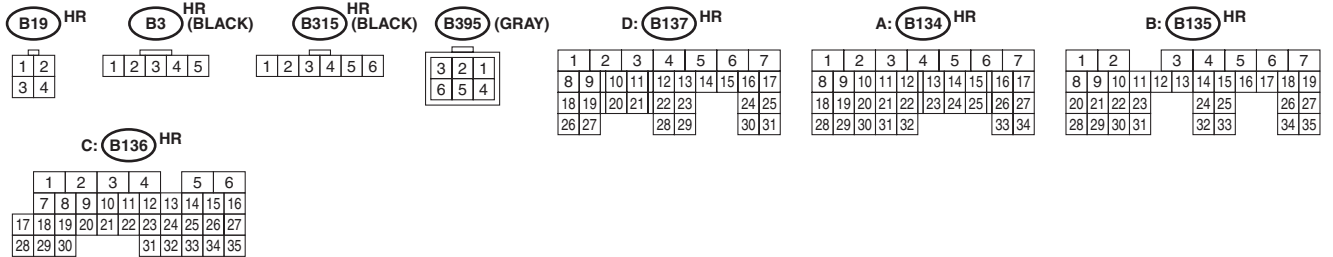 B19 HR
1 2
3 4
B3 HR (BLACK)
1 2 3 4 5
B315 HR (BLACK)
1 2 3 4 5 6
B395 (GRAY)
3 2 1
6 5 4
D: B137 HR
1 2 3 4 5 6 7
8 9 10 11 12 13 14 15 16 17
18 19 20 21 22 23 24 25
26 27 28 29 30 31
A: B134 HR
1 2 3 4 5 6 7
8 9 10 11 12 13 14 15 16 17
18 19 20 21 22 23 24 25 26 27
28 29 30 31 32 33 34
B: B135 HR
1 2 3 4 5 6 7
8 9 10 11 12 13 14 15 16 17 18 19
20 21 22 23 24 25 26 27
28 29 30 31 32 33 34 35
C: B136 HR
1 2 3 4 5 6
7 8 9 10 11 12 13 14 15 16
17 18 19 20 21 22 23 24 25 26 27
28 29 30 31 32 33 34 35